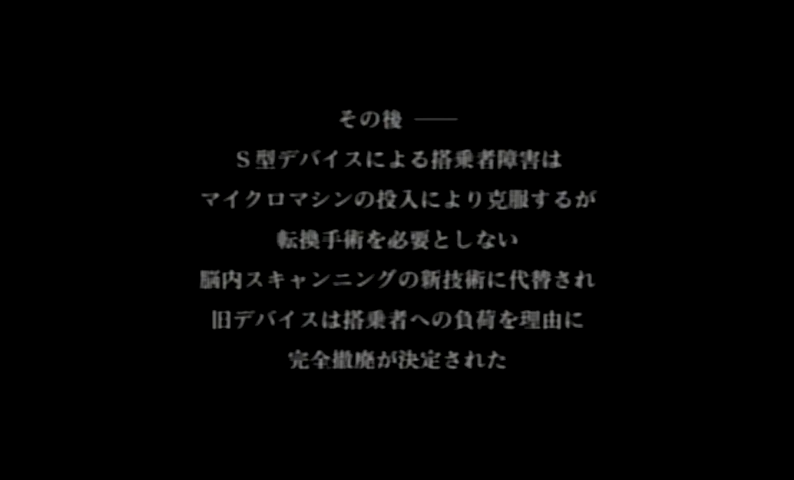 その後 ――
Ｓ型デバイスによる搭乗者障害は
マイクロマシンの投入により克服するが
転換手術を必要としない
脳内スキャンニングの新技術に代替され
旧デバイスは搭乗者への負荷を理由に
完全撤廃が決定された